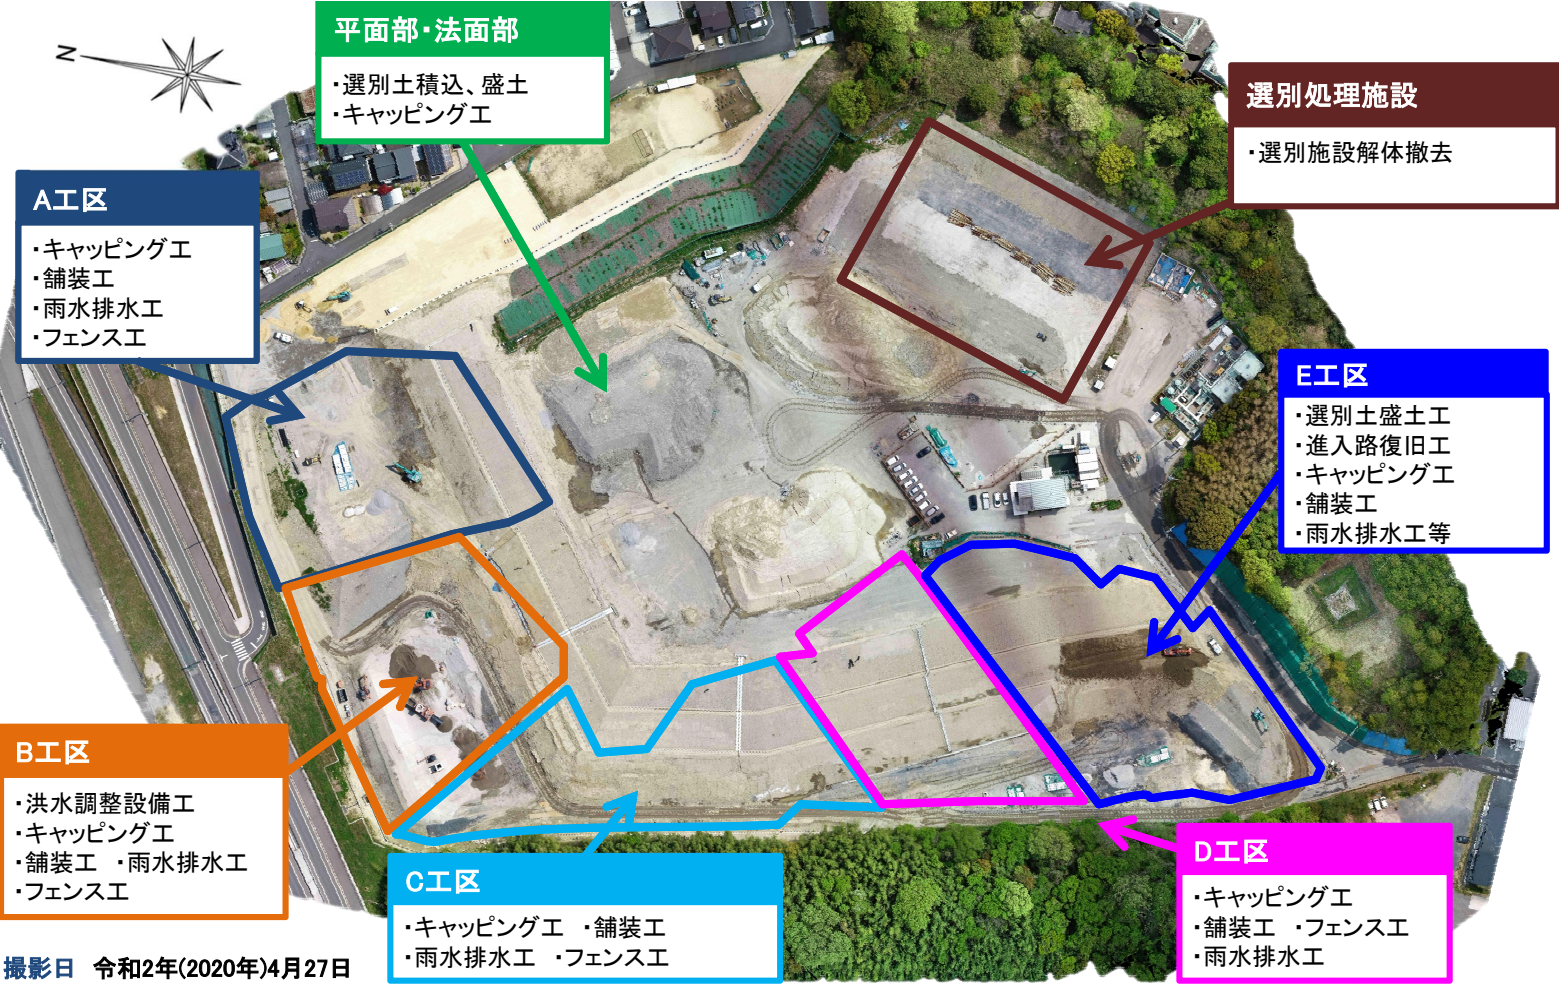 N
平面部・法面部
・選別土積込、盛土
・キャッピング工
選別処理施設
・選別施設解体撤去
A工区
・キャッピング工
・舗装工
・雨水排水工
・フェンス工
E工区
・選別土盛土工
・進入路復旧工
・キャッピング工
・舗装工
・雨水排水工等
B工区
・洪水調整設備工
・キャッピング工
・舗装工 ・雨水排水工
・フェンス工
C工区
・キャッピング工 ・舗装工
・雨水排水工 ・フェンス工
D工区
・キャッピング工
・舗装工 ・フェンス工
・雨水排水工
撮影日 令和2年(2020年)4月27日